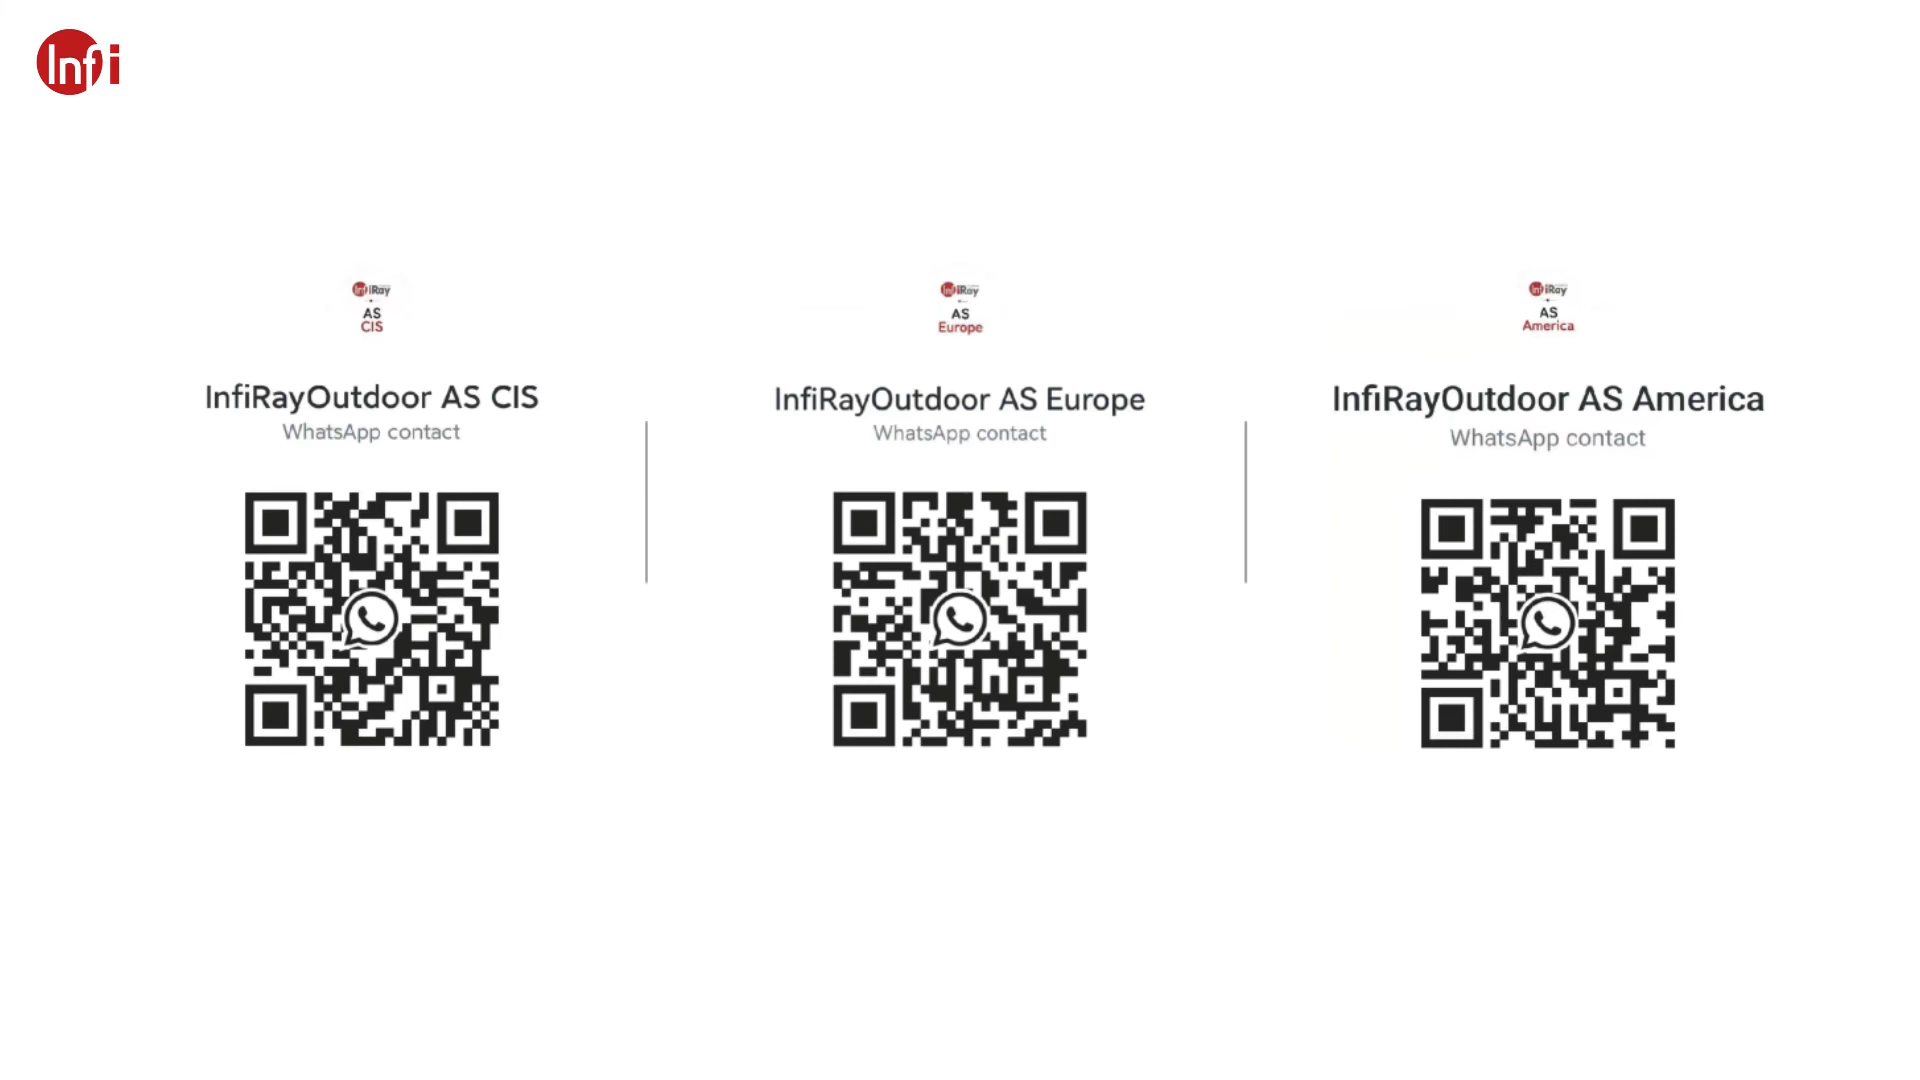 Infi
InfiRay
AS
CIS
InfiRayOutdoor AS CIS
WhatsApp contact
InfiRay
AS
Europe
InfiRayOutdoor AS Europe
WhatsApp contact
InfiRay
AS
America
InfiRayOutdoor AS America
WhatsApp contact